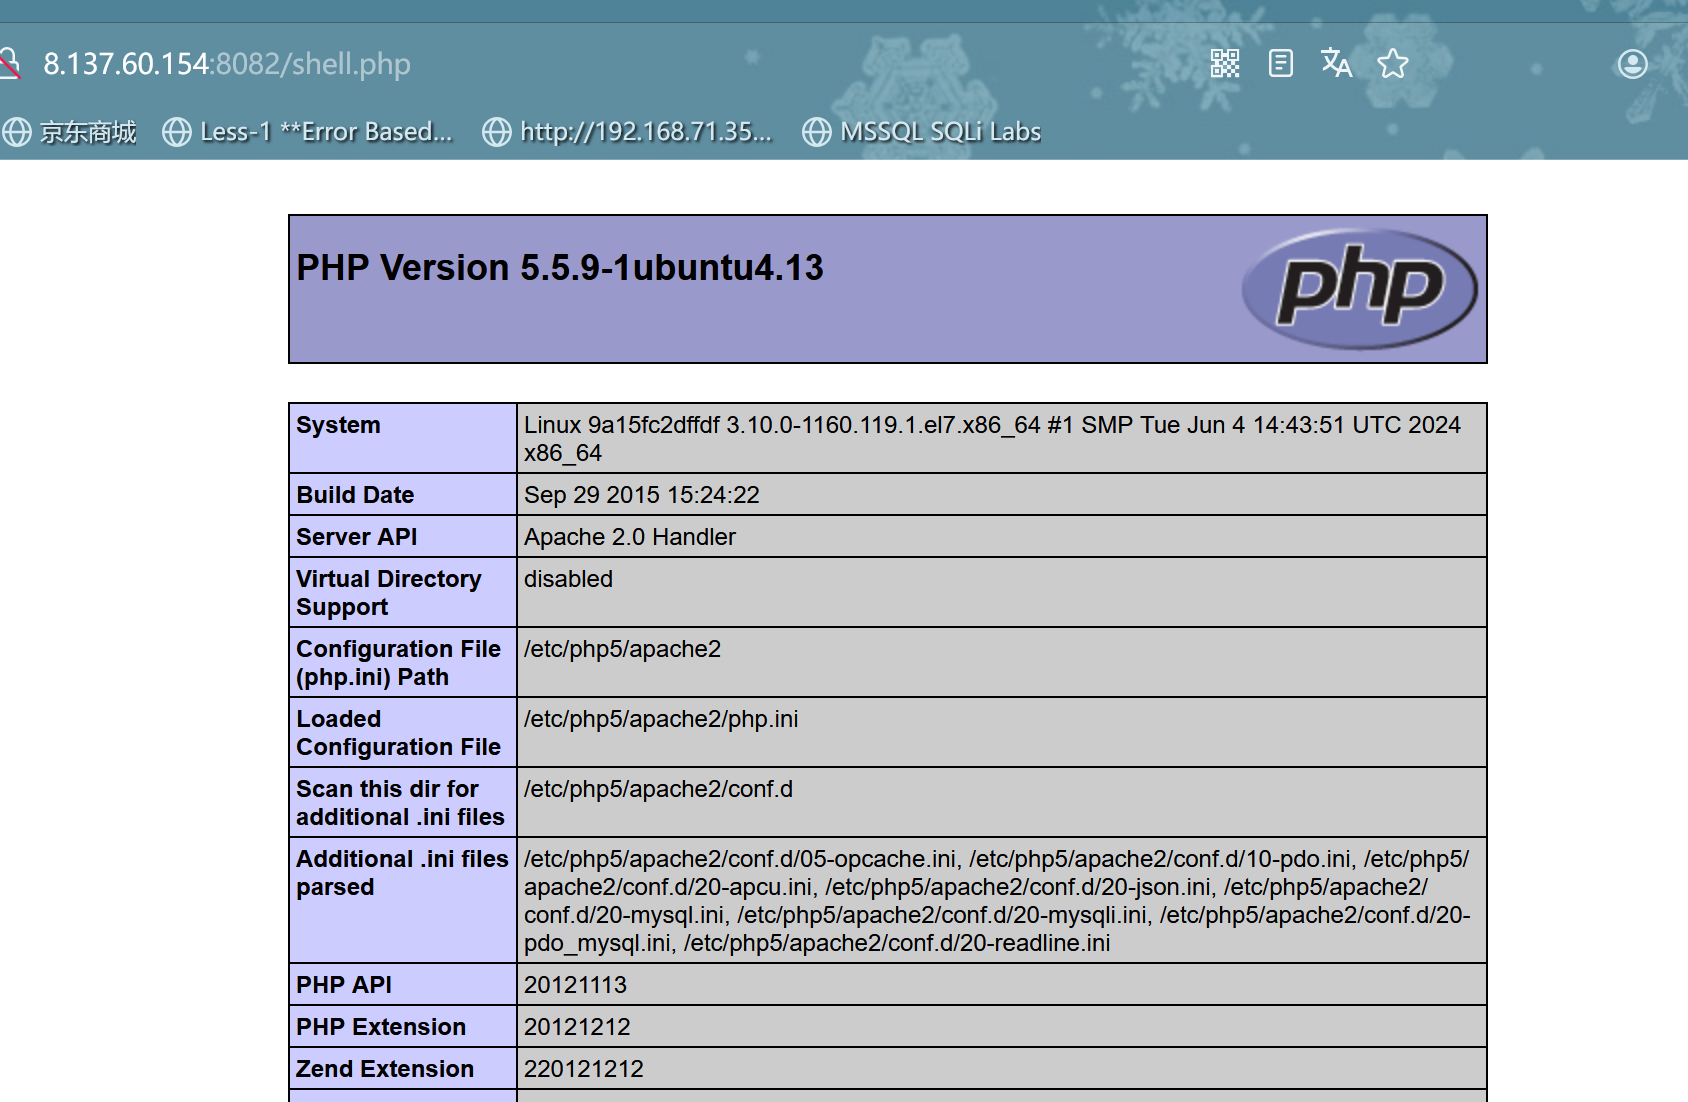 8.137.60.154:8082/shell.php
京东商城 Less-1 **Error Based... http://192.168.71.35... MSSQL SQLi Labs
PHP Version 5.5.9-1ubuntu4.13
php
System Linux 9a15fc2dffdf 3.10.0-1160.119.1.el7.x86_64 #1 SMP Tue Jun 4 14:43:51 UTC 2024
x86_64
Build Date Sep 29 2015 15:24:22
Server API Apache 2.0 Handler
Virtual Directory disabled
Support
Configuration File /etc/php5/apache2
(php.ini) Path
Loaded /etc/php5/apache2/php.ini
Configuration File
Scan this dir for /etc/php5/apache2/conf.d
additional .ini files
Additional .ini files /etc/php5/apache2/conf.d/05-opcache.ini, /etc/php5/apache2/conf.d/10-pdo.ini, /etc/php5/
parsed apache2/conf.d/20-apcu.ini, /etc/php5/apache2/conf.d/20-json.ini, /etc/php5/apache2/
conf.d/20-mysql.ini, /etc/php5/apache2/conf.d/20-mysqli.ini, /etc/php5/apache2/conf.d/20-
pdo_mysql.ini, /etc/php5/apache2/conf.d/20-readline.ini
PHP API 20121113
PHP Extension 20121212
Zend Extension 220121212